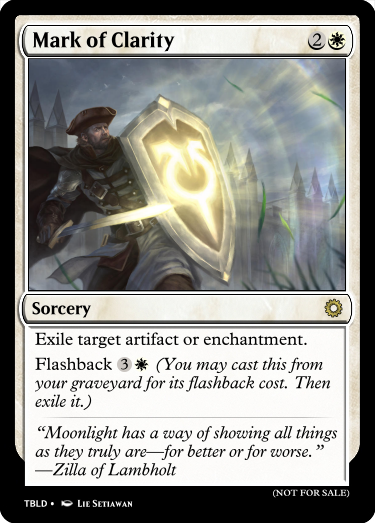 Mark of Clarity 2
Sorcery
Exile target artifact or enchantment.
Flashback 3 (You may cast this from
your graveyard for its flashback cost. Then
exile it.)
“Moonlight has a way of showing all things
as they truly are—for better or for worse.”
—Zilla of Lambholt
(NOT FOR SALE)
TBLD • Lie Setiawan